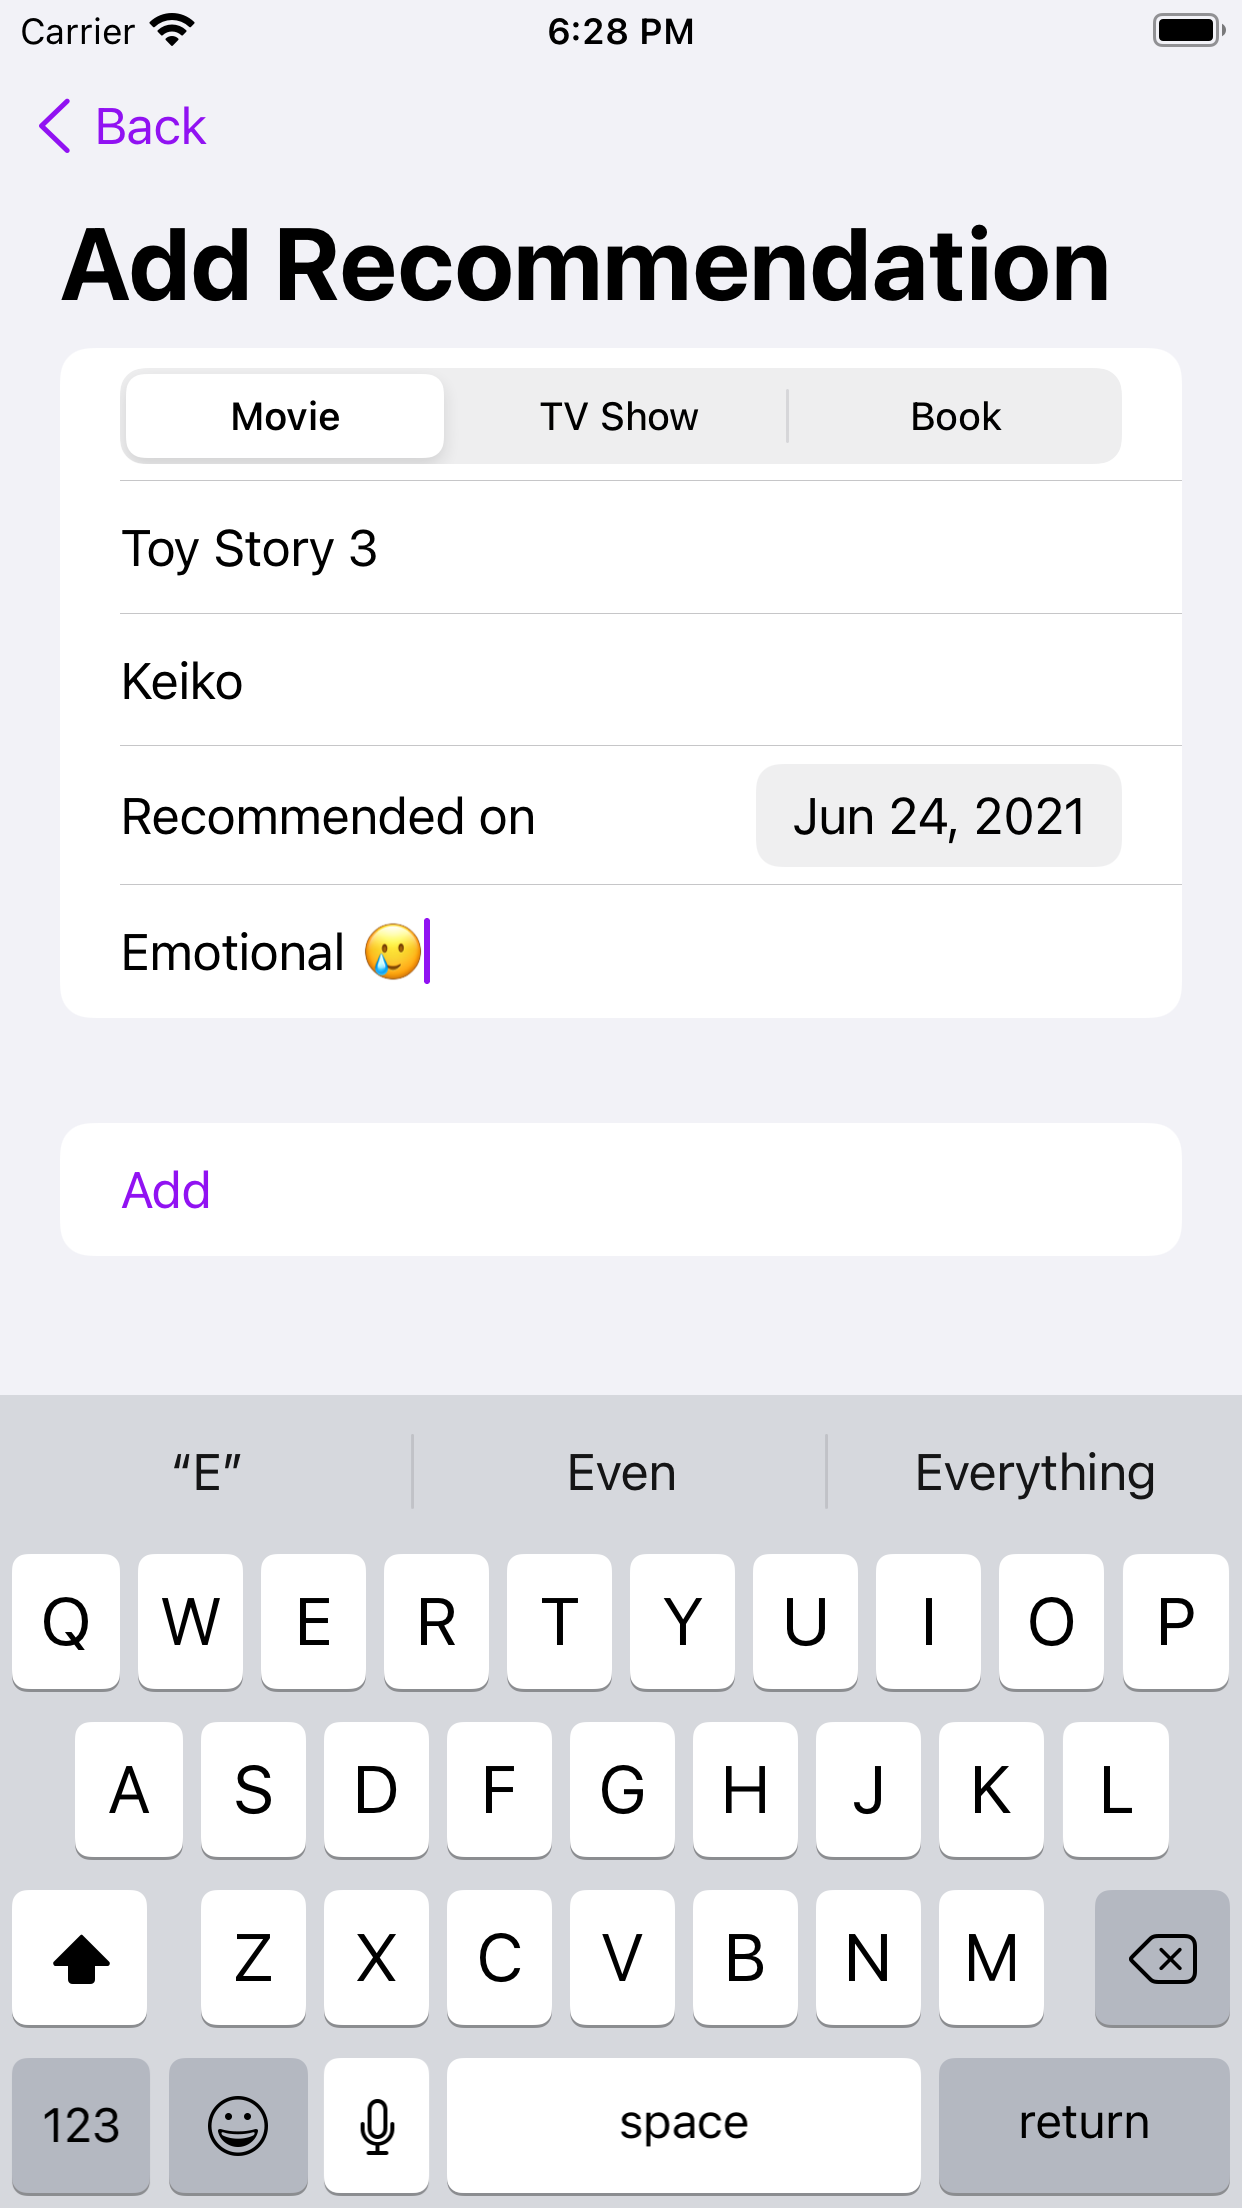 Carrier 6:28 PM
Back
Add Recommendation
Movie TV Show Book
Toy Story 3
Keiko
Recommended on Jun 24, 2021
Emotional 🥲
Add
“E” Even Everything
Q W E R T Y U I O P
A S D F G H J K L
Z X C V B N M
123 space return